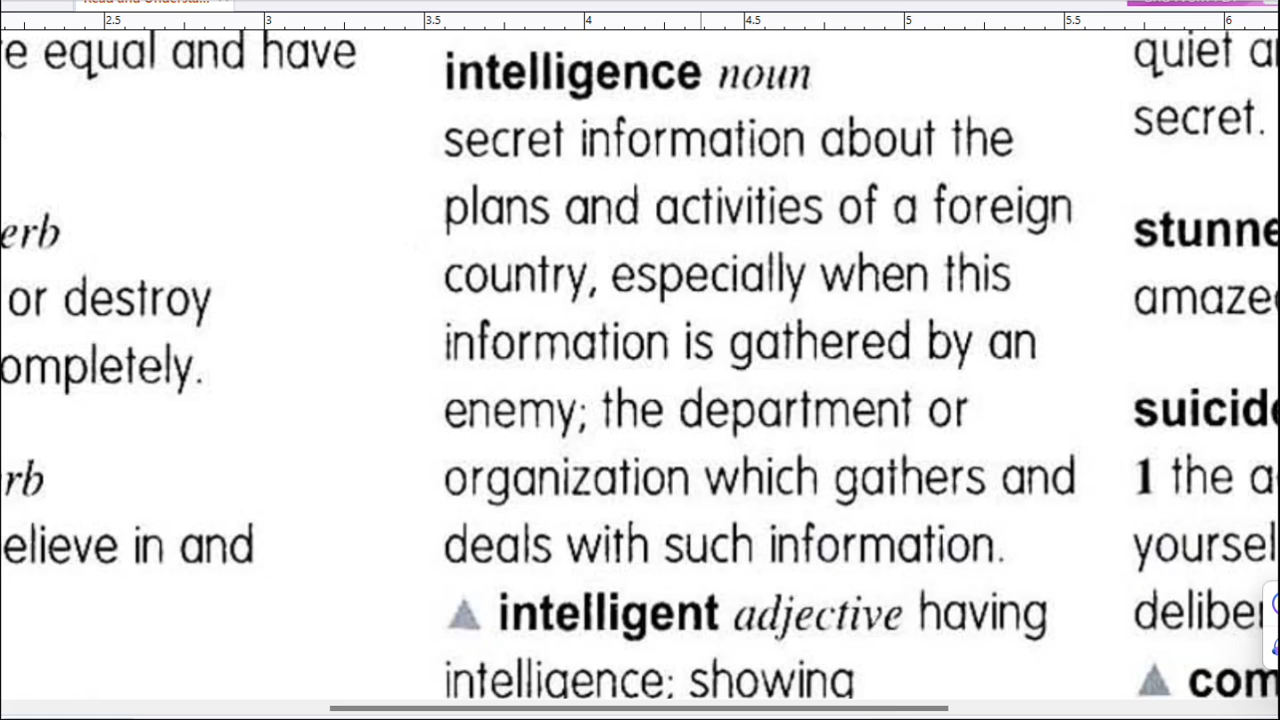 2.5 3 3.5 4 4.5 5 5.5 6
e equal and have
erb
or destroy
ompletely.
rb
elieve in and
intelligence noun
secret information about the
plans and activities of a foreign
country, especially when this
information is gathered by an
enemy; the department or
organization which gathers and
deals with such information.
▲ intelligent adjective having
intelligence; showing
quiet a
secret.
stunne
amaze
suicid
1 the a
yoursel
deliber
▲ com